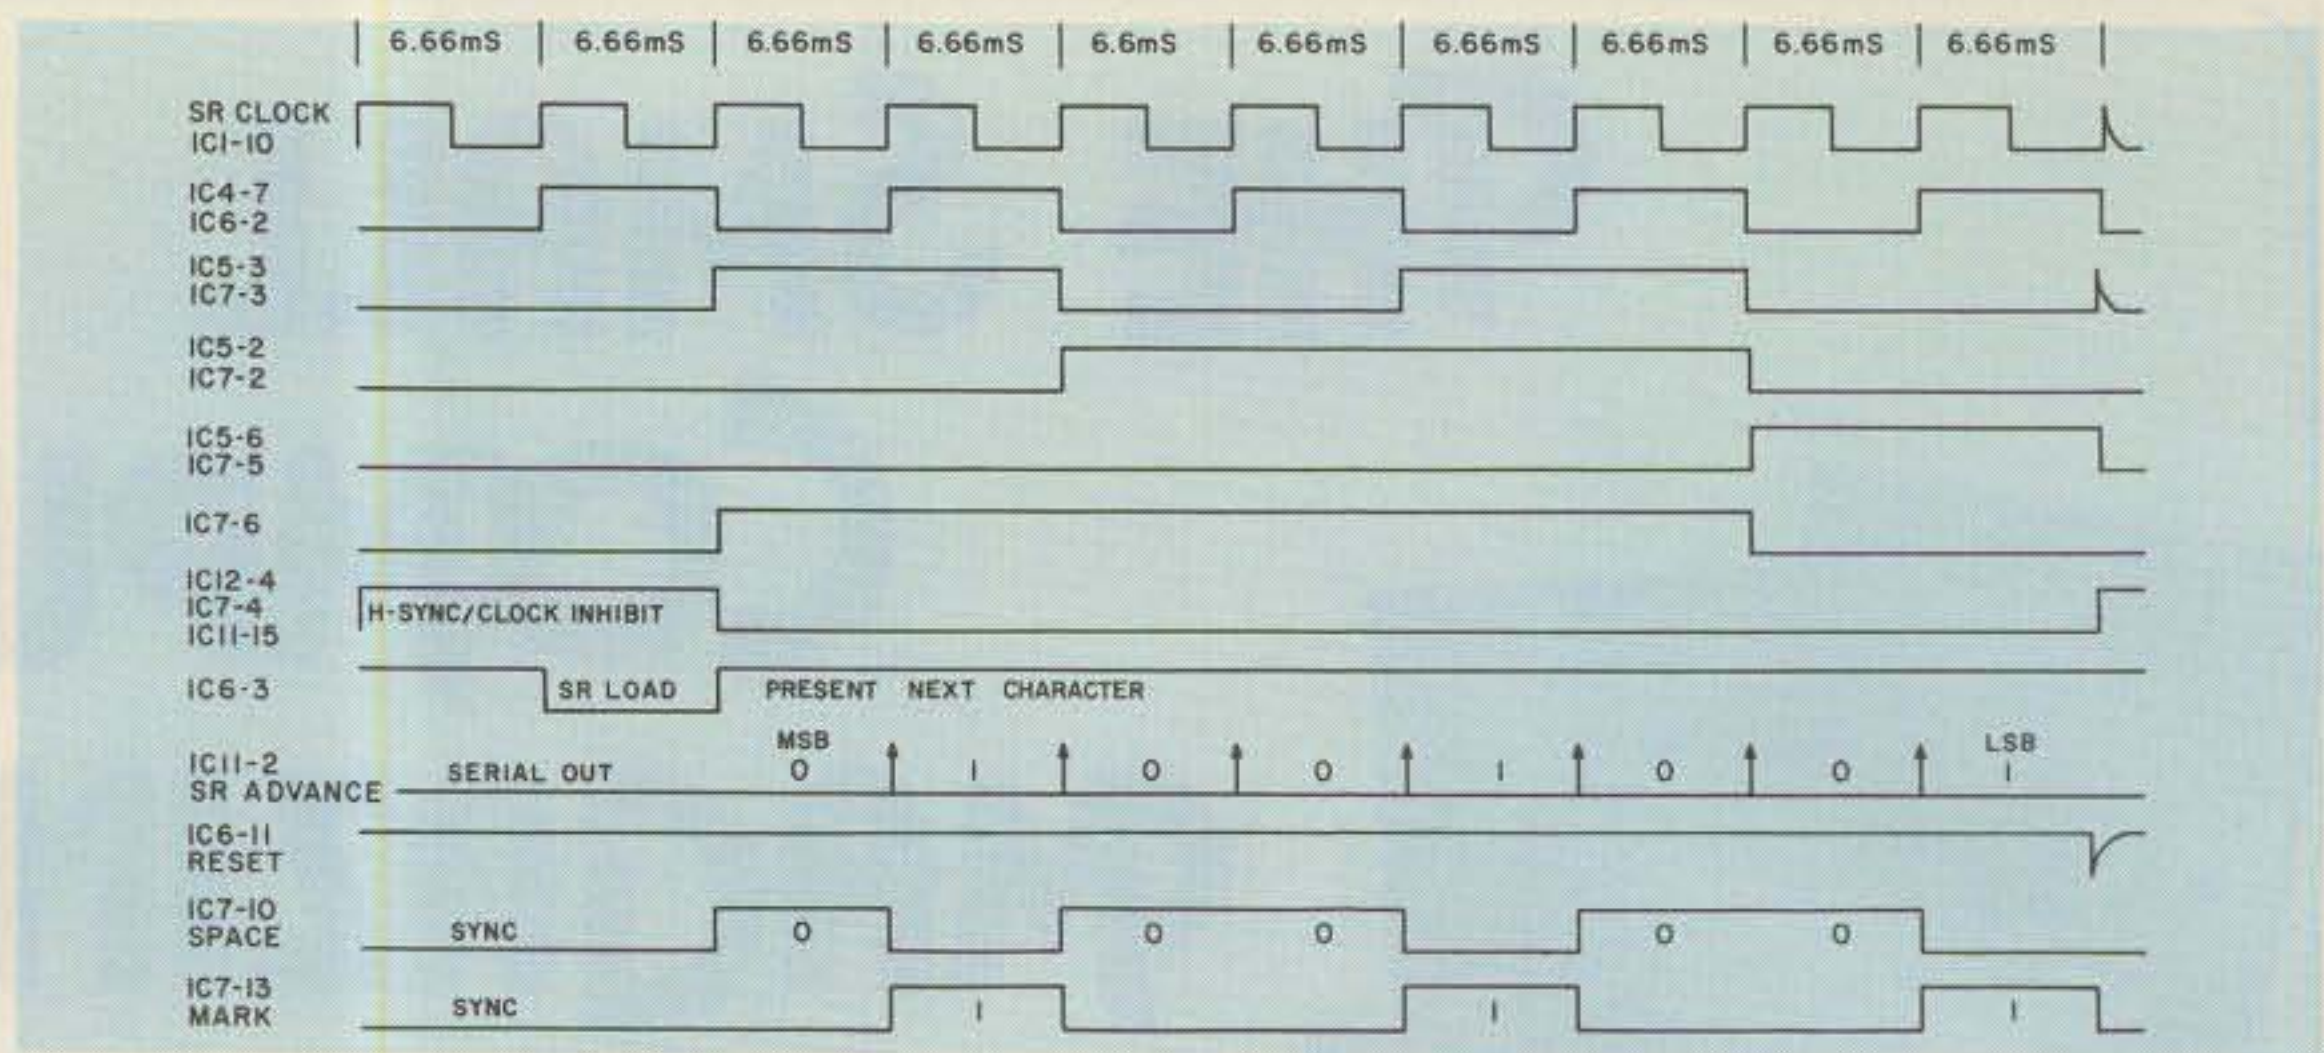 6.66mS 6.66mS 6.66mS 6.66mS 6.6mS 6.66mS 6.66mS 6.66mS 6.66mS 6.66mS
SR CLOCK
IC1-10
IC4-7
IC6-2
IC5-3
IC7-3
IC5-2
IC7-2
IC5-6
IC7-5
IC7-6
IC12-4
IC7-4
IC11-15
H-SYNC/CLOCK INHIBIT
IC6-3
SR LOAD PRESENT NEXT CHARACTER
MSB LSB
IC11-2
SR ADVANCE
SERIAL OUT 0 1 0 0 1 0 0 1
IC6-11
RESET
IC7-10
SPACE
SYNC 0 0 0 0 0
IC7-13
MARK
SYNC 1 1 1